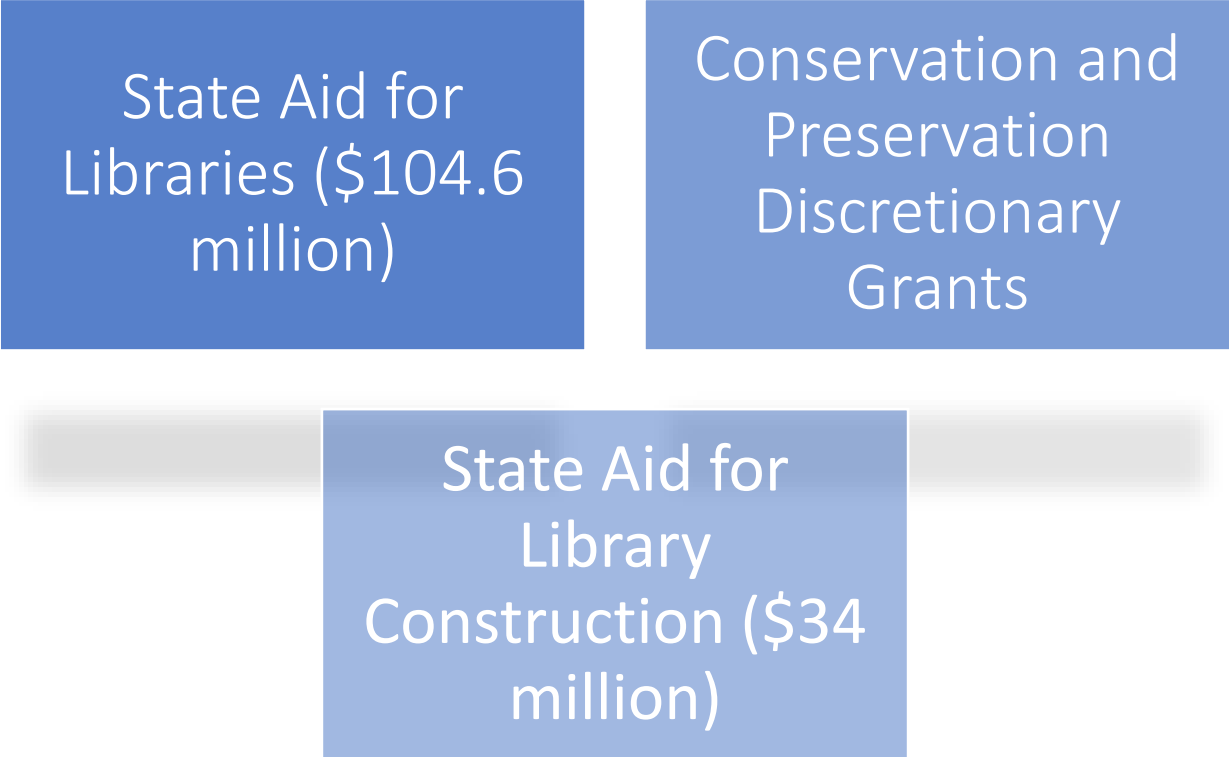 State Aid for
Libraries ($104.6
million)
Conservation and
Preservation
Discretionary
Grants
State Aid for
Library
Construction ($34
million)